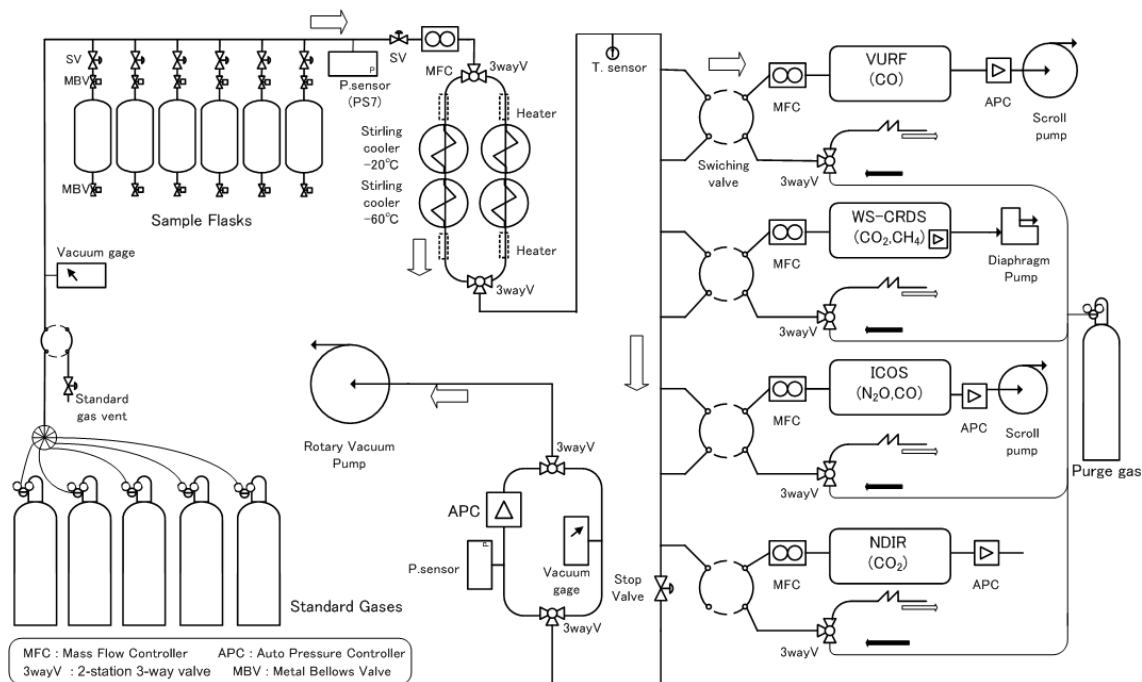 SV
MBV
MBV
Sample Flasks
P
P.sensor
(PS7)
SV
MFC
3wayV
Heater
Stirling
cooler
-20℃
Stirling
cooler
-60℃
Heater
3wayV
T. sensor
Vacuum gage
Standard
gas vent
Standard Gases
Rotary Vacuum
Pump
3wayV
APC
P
P.sensor
Vacuum
gage
3wayV
Stop
Valve
Swiching
valve
MFC
VURF
(CO)
APC
Scroll
pump
3wayV
MFC
WS-CRDS
(CO₂,CH₄)
Diaphragm
Pump
3wayV
MFC
ICOS
(N₂O,CO)
APC
Scroll
pump
3wayV
Purge gas
MFC
NDIR
(CO₂)
APC
3wayV
MFC : Mass Flow Controller APC : Auto Pressure Controller
3wayV : 2-station 3-way valve MBV : Metal Bellows Valve